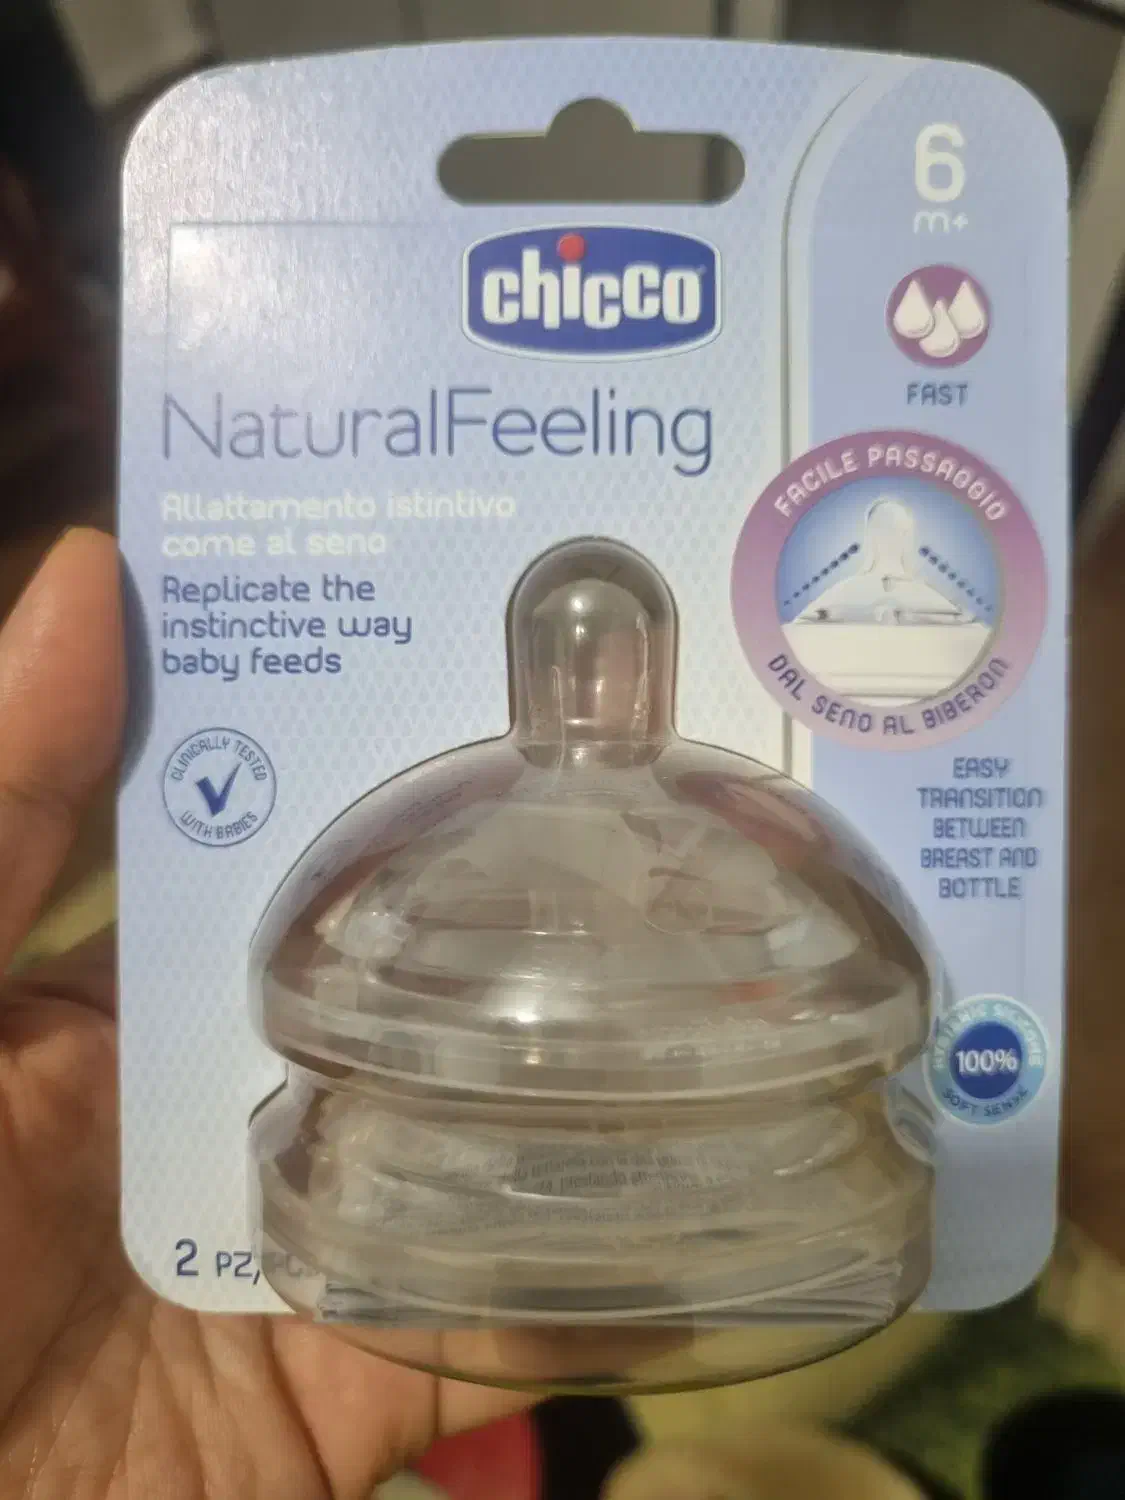 6
m+
chicco
FAST
NaturalFeeling
Allattamento istintivo
come al seno
Replicate the
instinctive way
baby feeds
FACILE PASSAGGIO
DAL SENO AL BIBERON
CLINICALLY TESTED
WITH BABIES
EASY
TRANSITION
BETWEEN
BREAST AND
BOTTLE
100%
SOFT SENSE
2 PZ,